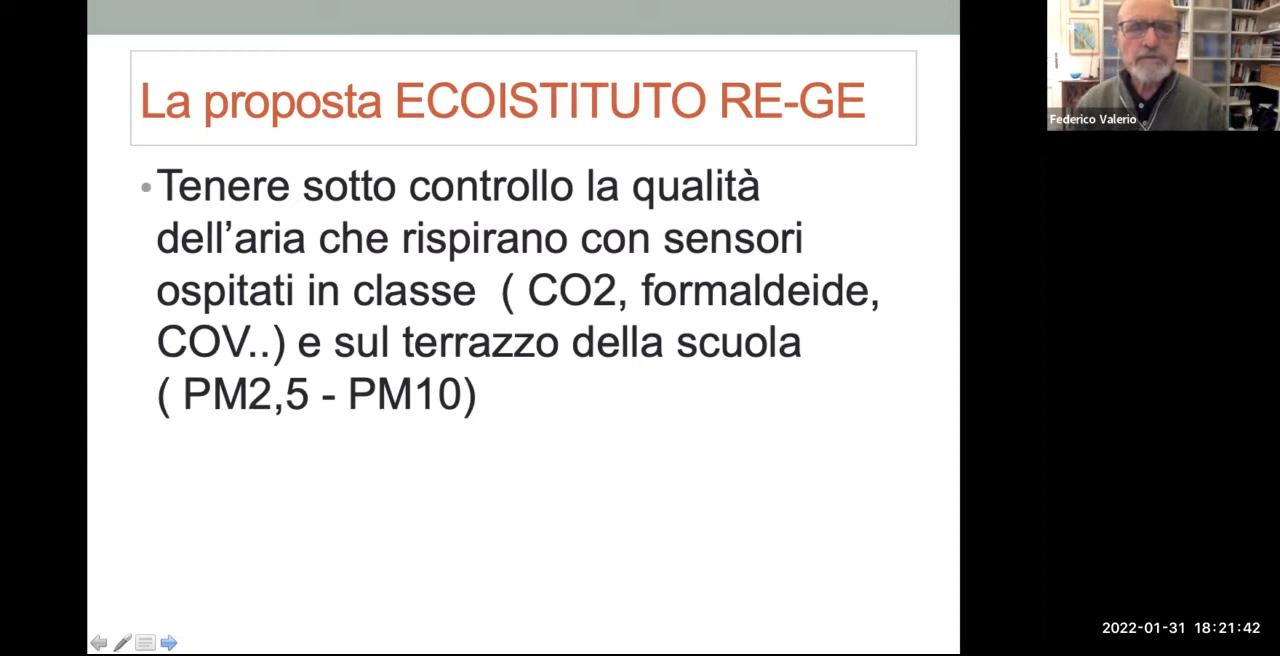 La proposta ECOISTITUTO RE-GE
•Tenere sotto controllo la qualità
dell’aria che rispirano con sensori
ospitati in classe ( CO2, formaldeide,
COV..) e sul terrazzo della scuola
( PM2,5 - PM10)
Federico Valerio
2022-01-31 18:21:42